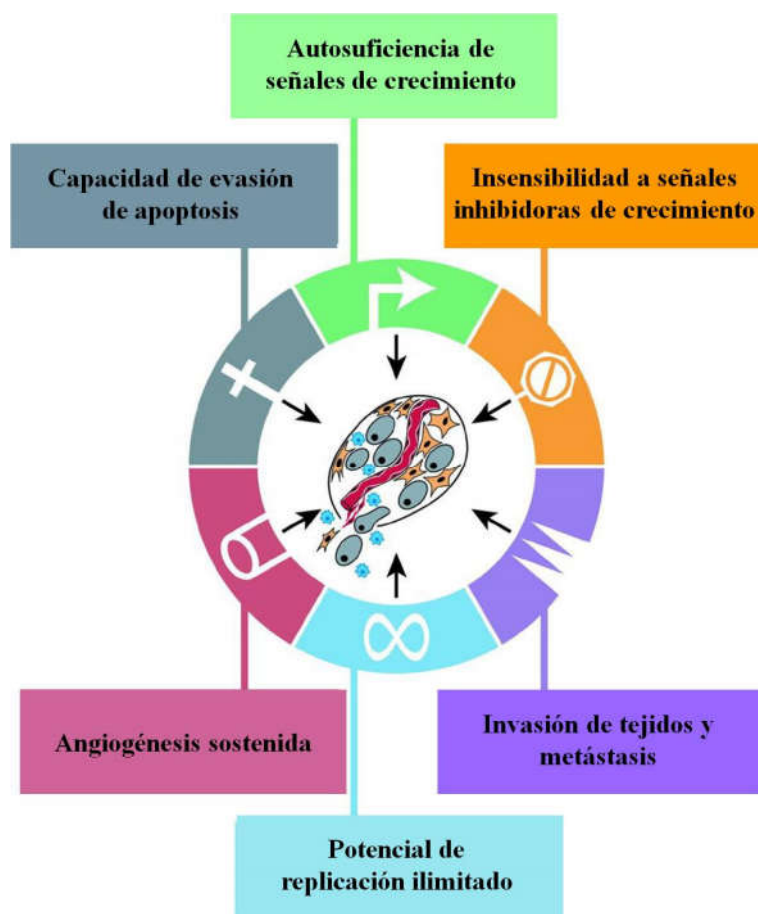 Autosuficiencia de
señales de crecimiento
Capacidad de evasión
de apoptosis
Insensibilidad a señales
inhibidoras de crecimiento
Angiogénesis sostenida
Invasión de tejidos y
metástasis
Potencial de
replicación ilimitado